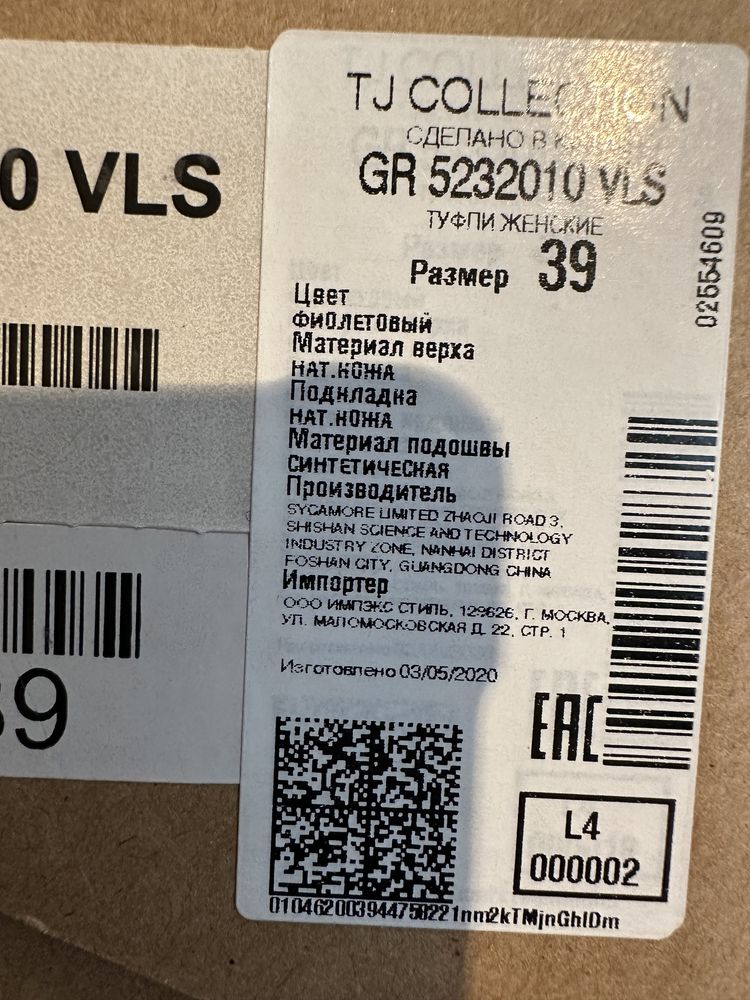 TJ COLLECTION
СДЕЛАНО В
GR 5232010 VLS
ТУФЛИ ЖЕНСКИЕ
Размер 39
Цвет
ФИОЛЕТОВЫЙ
Материал верха
НАТ.КОЖА
Подкладка
НАТ.КОЖА
Материал подошвы
СИНТЕТИЧЕСКАЯ
Производитель
SYCAMORE LIMITED ZHAOJI ROAD 3,
SHISHAN SCIENCE AND TECHNOLOGY
INDUSTRY ZONE, NANHAI DISTRICT
FOSHAN CITY, GUANGDONG CHINA
Импортер
ООО ИМПЭКС СТИЛЬ, 129626, Г. МОСКВА,
УЛ. МАЛОМОСКОВСКАЯ Д. 22, СТР. 1
Изготовлено 03/05/2020
EAC
L4
000002
010462003944758221nm2kTMjnGhIDm
02554609
0 VLS
39